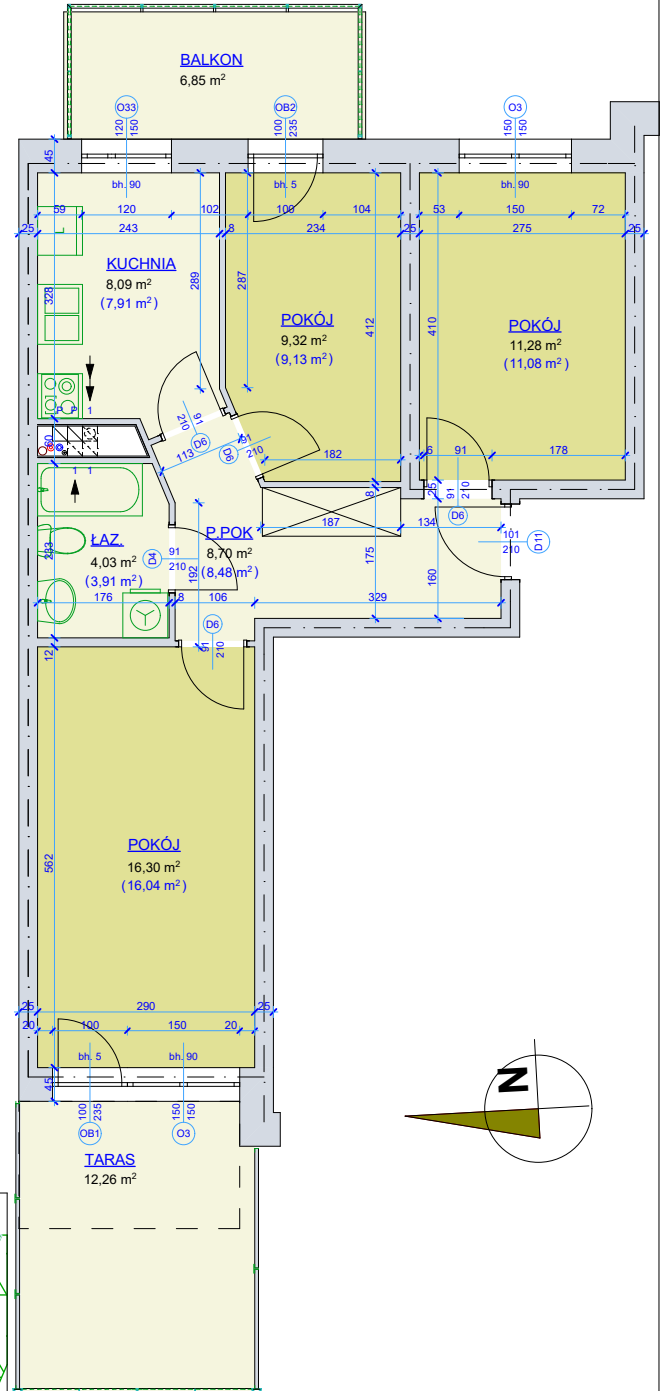 BALKON
6,85 m²
O33
120
150
OB2
100
235
O3
150
150
45
bh. 90
bh. 5
bh. 90
59
120
102
100
104
53
150
72
25
243
8
234
25
275
25
KUCHNIA
8,09 m²
(7,91 m²)
L
328
289
287
412
410
POKÓJ
9,32 m²
(9,13 m²)
POKÓJ
11,28 m²
(11,08 m²)
P P 1
91
210
D6
91
210
D6
60
113
182
6
91
178
1 1
25
91
210
D6
8
187
134
101
210
D11
ŁAZ.
4,03 m²
(3,91 m²)
233
D4
91
210
P.POK
8,70 m²
(8,48 m²)
192
175
160
176
8
106
329
D6
91
210
12
POKÓJ
16,30 m²
(16,04 m²)
562
25
290
25
20
100
150
20
bh. 5
bh. 90
45
100
235
OB1
150
150
O3
N
TARAS
12,26 m²